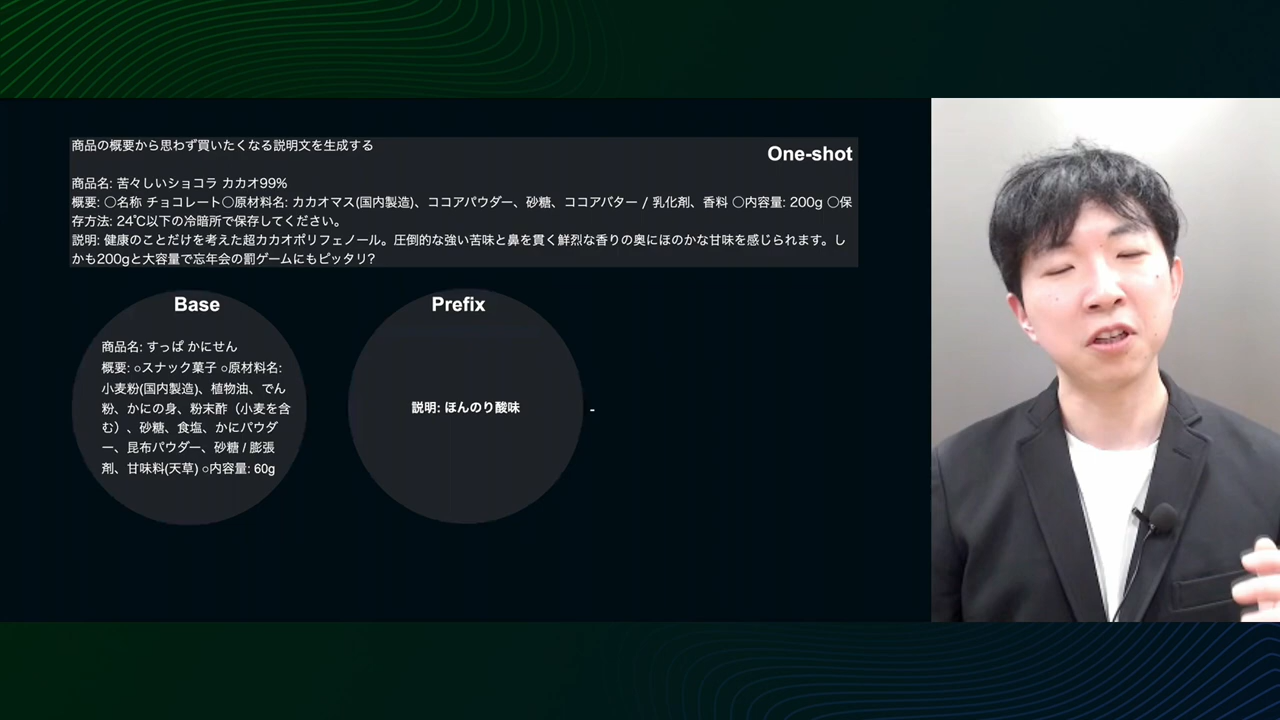 商品の概要から思わず買いたくなる説明文を生成する
One-shot
商品名: 苦々しいショコラ カカオ99%
概要: ○名称 チョコレート○原材料名: カカオマス(国内製造)、ココアパウダー、砂糖、ココアバター / 乳化剤、香料 ○内容量: 200g ○保
存方法: 24℃以下の冷暗所で保存してください。
説明: 健康のことだけを考えた超カカオポリフェノール。圧倒的な強い苦味と鼻を貫く鮮烈な香りの奥にほのかな甘味を感じられます。し
かも200gと大容量で忘年会の罰ゲームにもピッタリ?
Base
商品名: すっぱ かにせん
概要: ○スナック菓子 ○原材料名:
小麦粉(国内製造)、植物油、でん
粉、かにの身、粉末酢（小麦を含
む）、砂糖、食塩、かにパウダ
ー、昆布パウダー、砂糖 / 膨張
剤、甘味料(天草) ○内容量: 60g
Prefix
説明: ほんのり酸味
-